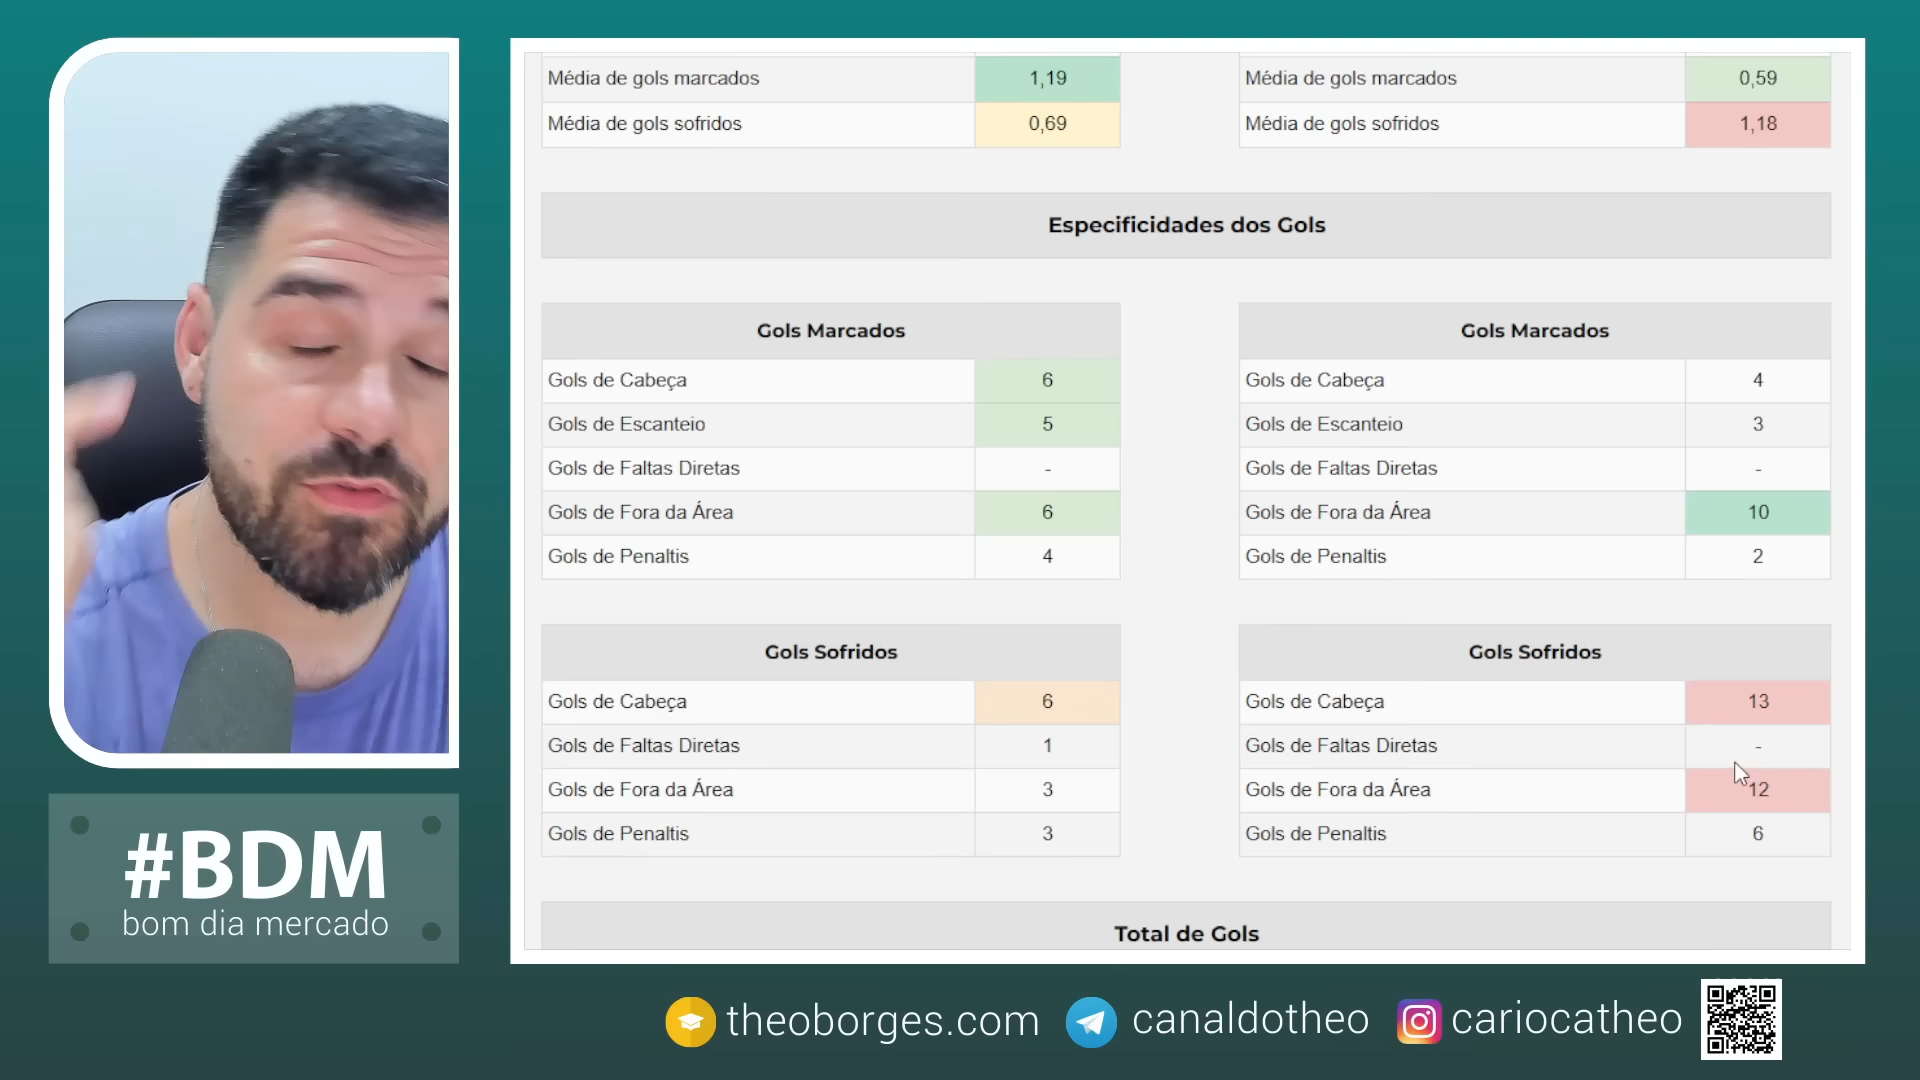 Média de gols marcados 1,19
Média de gols sofridos 0,69
Média de gols marcados 0,59
Média de gols sofridos 1,18
Especificidades dos Gols
Gols Marcados
Gols de Cabeça 6
Gols de Escanteio 5
Gols de Faltas Diretas -
Gols de Fora da Área 6
Gols de Penaltis 4
Gols Marcados
Gols de Cabeça 4
Gols de Escanteio 3
Gols de Faltas Diretas -
Gols de Fora da Área 10
Gols de Penaltis 2
Gols Sofridos
Gols de Cabeça 6
Gols de Faltas Diretas 1
Gols de Fora da Área 3
Gols de Penaltis 3
Gols Sofridos
Gols de Cabeça 13
Gols de Faltas Diretas -
Gols de Fora da Área 12
Gols de Penaltis 6
Total de Gols
#BDM
bom dia mercado
theoborges.com
canaldotheo
cariocatheo